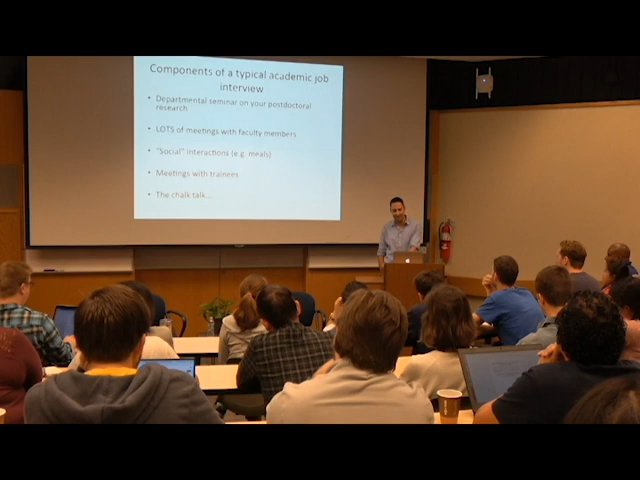 Components of a typical academic job
interview
• Departmental seminar on your postdoctoral
research
• LOTS of meetings with faculty members
• "Social" interactions (e.g. meals)
• Meetings with trainees
• The chalk talk...